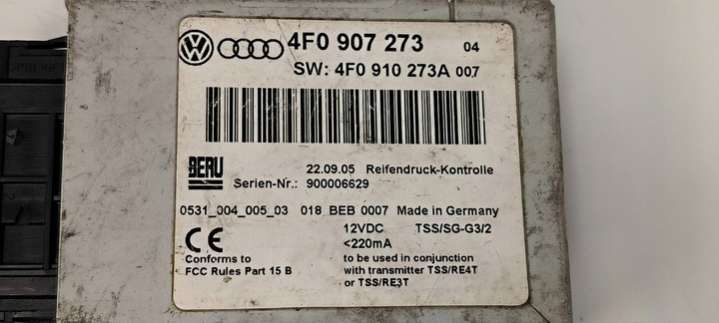 4F0 907 273 04
SW: 4F0 910 273A 007
BERU 22.09.05 Reifendruck-Kontrolle
Serien-Nr.: 900006629
0531_004_005_03 018 BEB 0007 Made in Germany
CE 12VDC TSS/SG-G3/2
<220mA
Conforms to to be used in conjunction
FCC Rules Part 15 B with transmitter TSS/RE4T
or TSS/RE3T